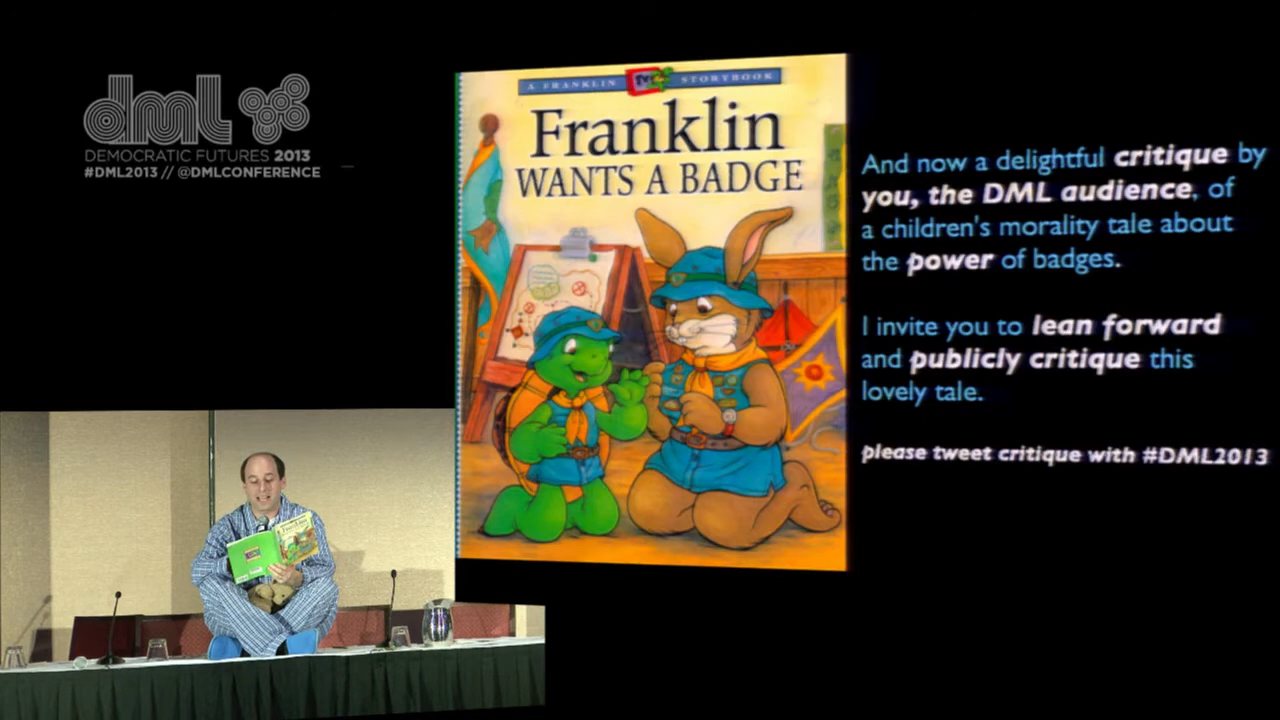 dml
DEMOCRATIC FUTURES 2013
#DML2013 // @DMLCONFERENCE
A FRANKLIN TV STORYBOOK
Franklin
WANTS A BADGE
And now a delightful critique by
you, the DML audience, of
a children's morality tale about
the power of badges.
I invite you to lean forward
and publicly critique this
lovely tale.
please tweet critique with #DML2013
Franklin